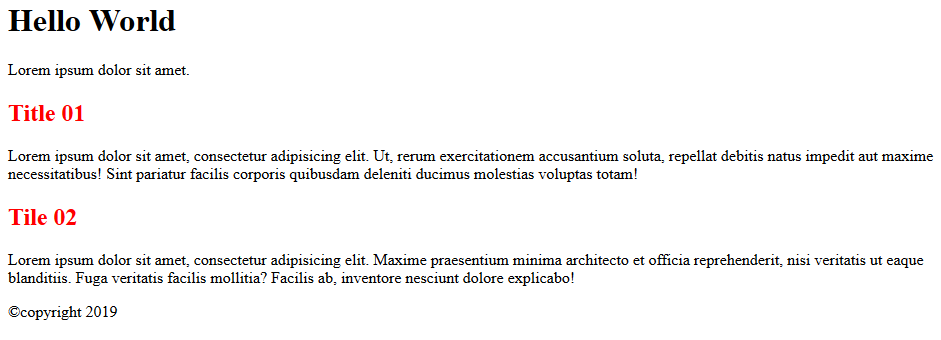 Hello World
Lorem ipsum dolor sit amet.
Title 01
Lorem ipsum dolor sit amet, consectetur adipisicing elit. Ut, rerum exercitationem accusantium soluta, repellat debitis natus impedit aut maxime
necessitatibus! Sint pariatur facilis corporis quibusdam deleniti ducimus molestias voluptas totam!
Tile 02
Lorem ipsum dolor sit amet, consectetur adipisicing elit. Maxime praesentium minima architecto et officia reprehenderit, nisi veritatis ut eaque
blanditiis. Fuga veritatis facilis mollitia? Facilis ab, inventore nesciunt dolore explicabo!
©copyright 2019